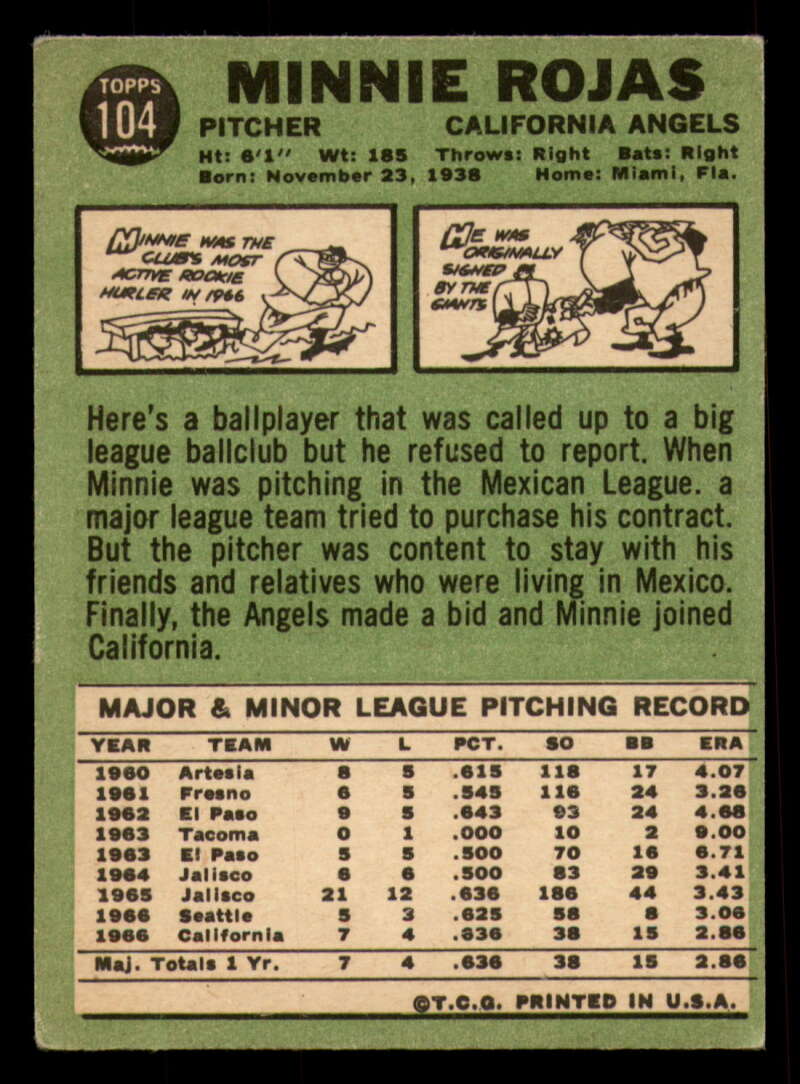 TOPPS
104
MINNIE ROJAS
PITCHER CALIFORNIA ANGELS
Ht: 6'1" Wt: 185 Throws: Right Bats: Right
Born: November 23, 1938 Home: Miami, Fla.
MINNIE WAS THE
CLUB'S MOST
ACTIVE ROOKIE
HURLER IN 1966
HE WAS
ORIGINALLY
SIGNED
BY THE
GIANTS
Here's a ballplayer that was called up to a big
league ballclub but he refused to report. When
Minnie was pitching in the Mexican League. a
major league team tried to purchase his contract.
But the pitcher was content to stay with his
friends and relatives who were living in Mexico.
Finally, the Angels made a bid and Minnie joined
California.
MAJOR & MINOR LEAGUE PITCHING RECORD
YEAR TEAM W L PCT. SO BB ERA
1960 Artesia 8 5 .615 118 17 4.07
1961 Fresno 6 5 .545 116 24 3.26
1962 El Paso 9 5 .643 93 24 4.68
1963 Tacoma 0 1 .000 10 2 9.00
1963 El Paso 5 5 .500 70 16 6.71
1964 Jalisco 6 6 .500 83 29 3.41
1965 Jalisco 21 12 .636 186 44 3.43
1966 Seattle 5 3 .625 58 8 3.06
1966 California 7 4 .636 38 15 2.86
Maj. Totals 1 Yr. 7 4 .636 38 15 2.86
©T.C.G. PRINTED IN U.S.A.